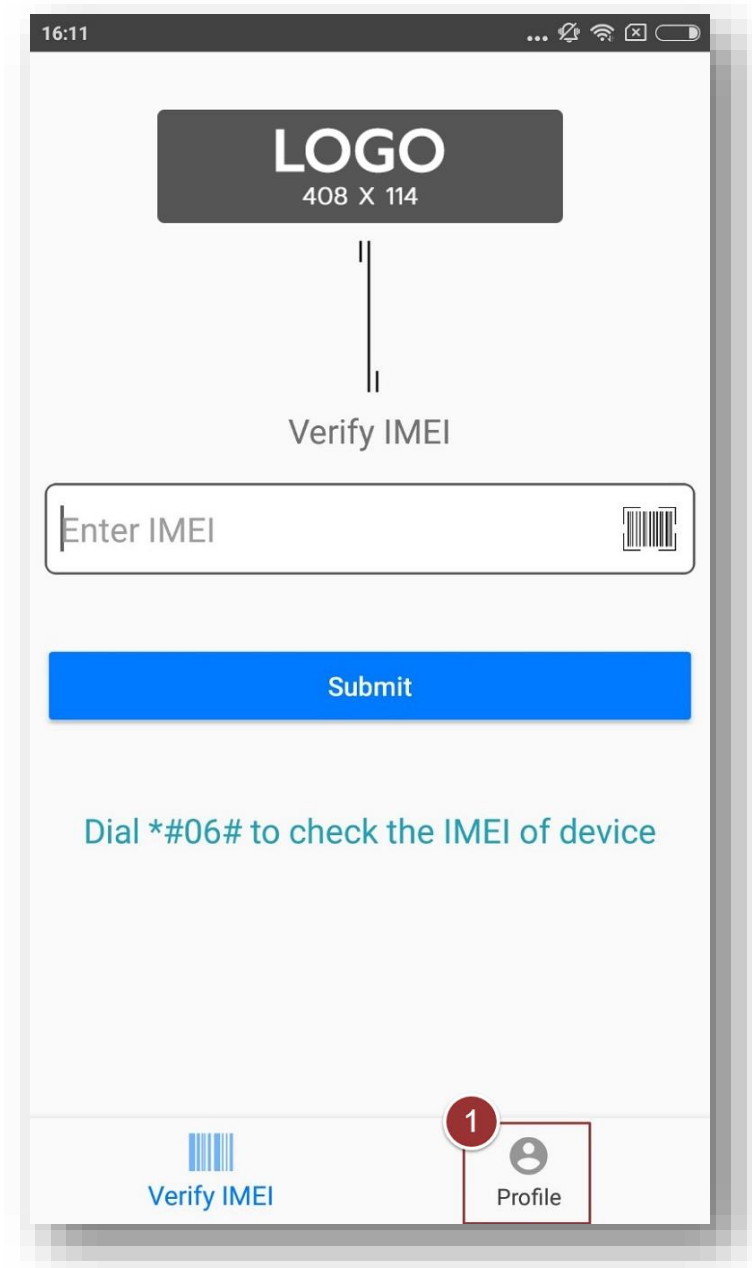 16:11
LOGO
408 X 114
Verify IMEI
Enter IMEI
Submit
Dial *#06# to check the IMEI of device
1
Verify IMEI
Profile